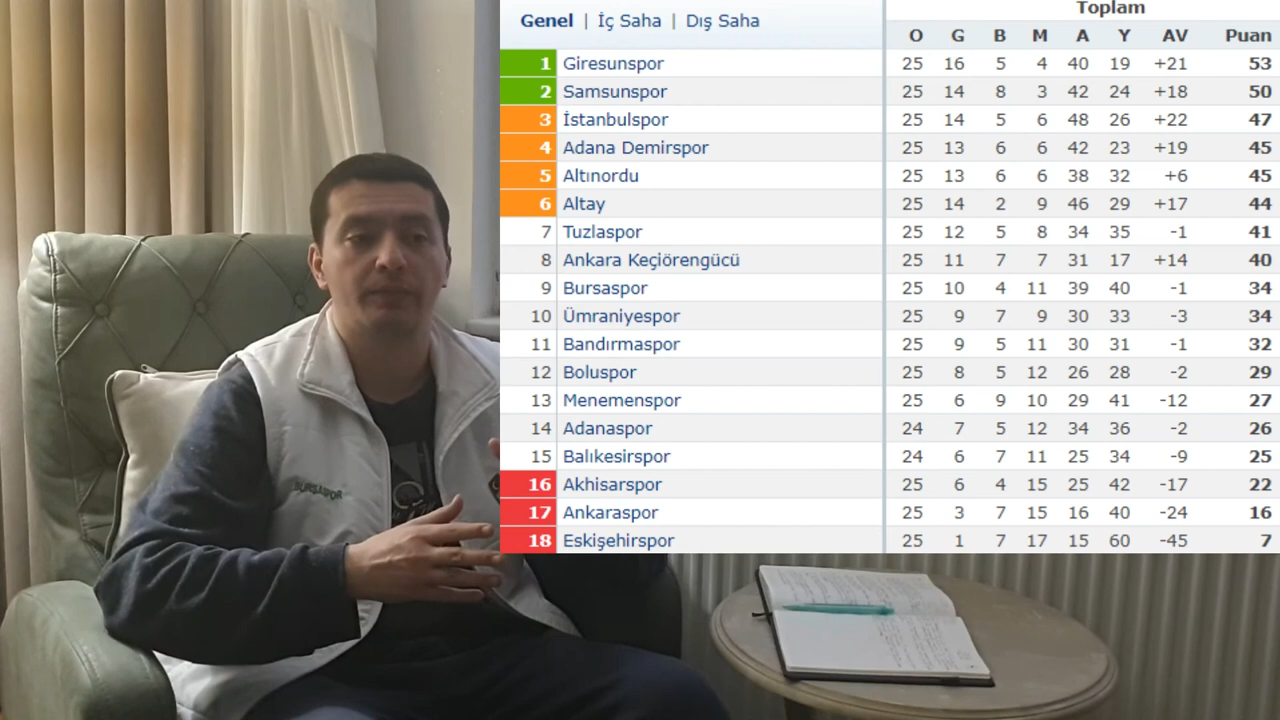 Toplam
Genel | İç Saha | Dış Saha O G B M A Y AV Puan
1 Giresunspor 25 16 5 4 40 19 +21 53
2 Samsunspor 25 14 8 3 42 24 +18 50
3 İstanbulspor 25 14 5 6 48 26 +22 47
4 Adana Demirspor 25 13 6 6 42 23 +19 45
5 Altınordu 25 13 6 6 38 32 +6 45
6 Altay 25 14 2 9 46 29 +17 44
7 Tuzlaspor 25 12 5 8 34 35 -1 41
8 Ankara Keçiörengücü 25 11 7 7 31 17 +14 40
9 Bursaspor 25 10 4 11 39 40 -1 34
10 Ümraniyespor 25 9 7 9 30 33 -3 34
11 Bandırmaspor 25 9 5 11 30 31 -1 32
12 Boluspor 25 8 5 12 26 28 -2 29
13 Menemenspor 25 6 9 10 29 41 -12 27
14 Adanaspor 24 7 5 12 34 36 -2 26
15 Balıkesirspor 24 6 7 11 25 34 -9 25
16 Akhisarspor 25 6 4 15 25 42 -17 22
17 Ankaraspor 25 3 7 15 16 40 -24 16
18 Eskişehirspor 25 1 7 17 15 60 -45 7
BURSASPOR